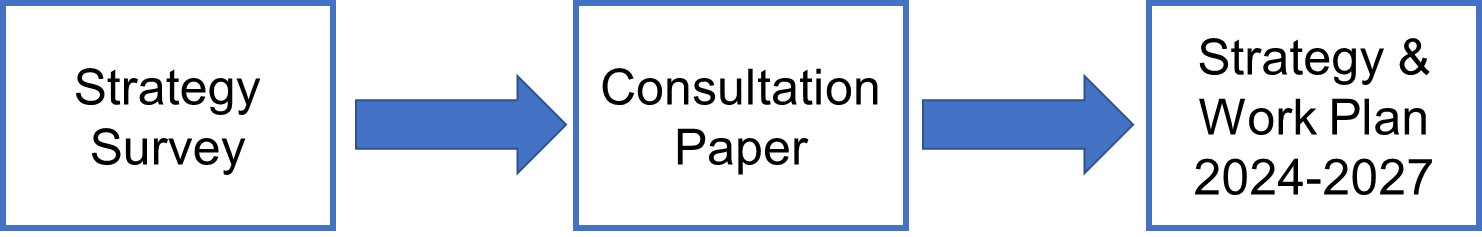 Strategy
Survey
Consultation
Paper
Strategy &
Work Plan
2024-2027